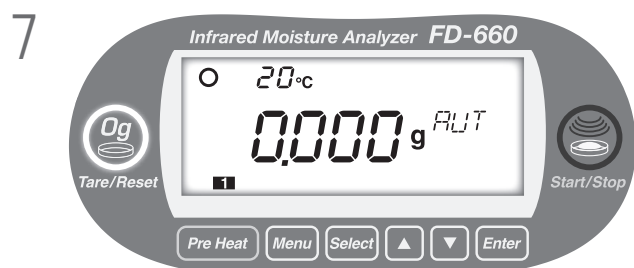 7
Infrared Moisture Analyzer FD-660
20°C
0.000 g AUT
1
0g
Tare/Reset
Start/Stop
Pre Heat Menu Select ▲ ▼ Enter